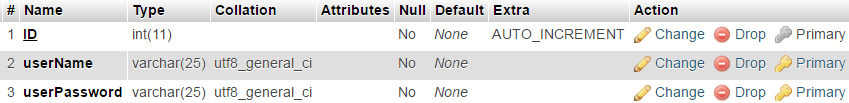 # Name Type Collation Attributes Null Default Extra Action
1 ID int(11) No None AUTO_INCREMENT Change Drop Primary
2 userName varchar(25) utf8_general_ci No None Change Drop Primary
3 userPassword varchar(25) utf8_general_ci No None Change Drop Primary